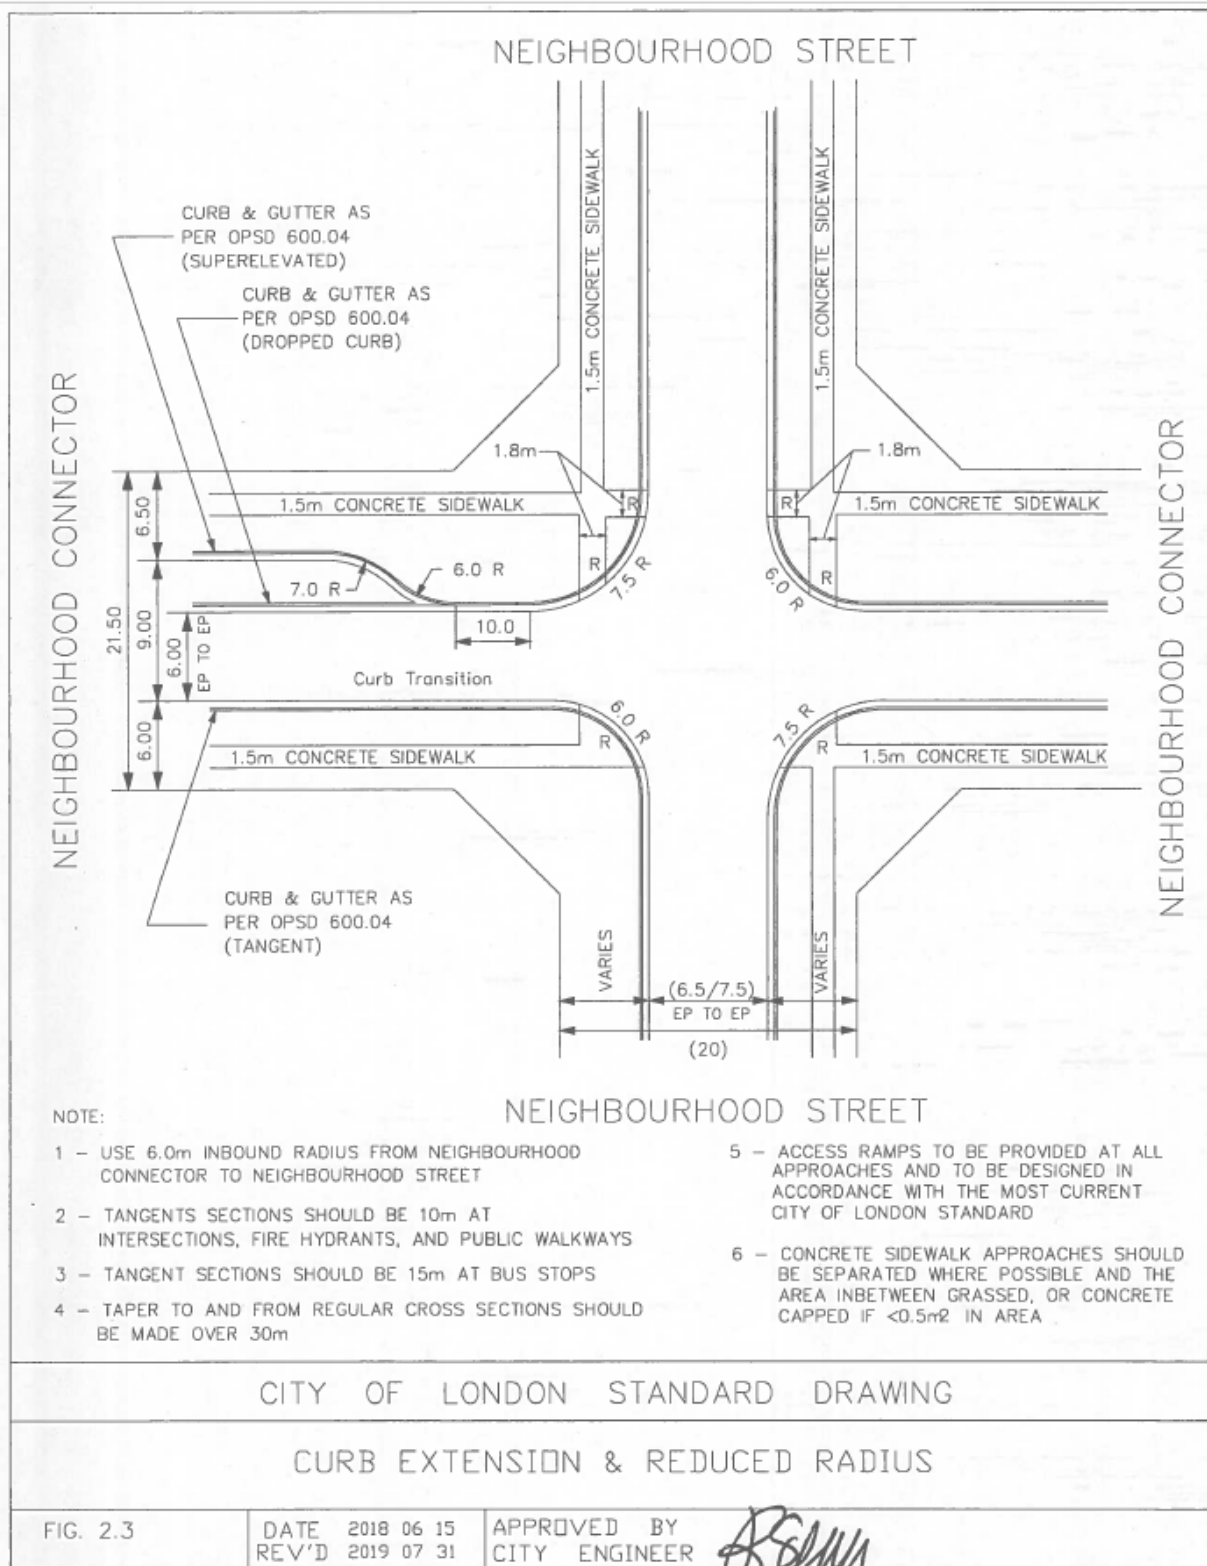 NEIGHBOURHOOD STREET
CURB & GUTTER AS
PER OPSD 600.04
(SUPERELEVATED)
CURB & GUTTER AS
PER OPSD 600.04
(DROPPED CURB)
1.5m CONCRETE SIDEWALK
1.5m CONCRETE SIDEWALK
NEIGHBOURHOOD CONNECTOR
NEIGHBOURHOOD CONNECTOR
1.8m
1.8m
1.5m CONCRETE SIDEWALK
R
R
1.5m CONCRETE SIDEWALK
6.50
7.0 R
6.0 R
R
7.5 R
6.0 R
R
21.50
9.00
6.00
EP TO EP
10.0
Curb Transition
6.00
6.0 R
R
7.5 R
R
1.5m CONCRETE SIDEWALK
1.5m CONCRETE SIDEWALK
CURB & GUTTER AS
PER OPSD 600.04
(TANGENT)
VARIES
VARIES
(6.5/7.5)
EP TO EP
(20)
NEIGHBOURHOOD STREET
NOTE:
1 – USE 6.0m INBOUND RADIUS FROM NEIGHBOURHOOD
CONNECTOR TO NEIGHBOURHOOD STREET
2 – TANGENTS SECTIONS SHOULD BE 10m AT
INTERSECTIONS, FIRE HYDRANTS, AND PUBLIC WALKWAYS
3 – TANGENT SECTIONS SHOULD BE 15m AT BUS STOPS
4 – TAPER TO AND FROM REGULAR CROSS SECTIONS SHOULD
BE MADE OVER 30m
5 – ACCESS RAMPS TO BE PROVIDED AT ALL
APPROACHES AND TO BE DESIGNED IN
ACCORDANCE WITH THE MOST CURRENT
CITY OF LONDON STANDARD
6 – CONCRETE SIDEWALK APPROACHES SHOULD
BE SEPARATED WHERE POSSIBLE AND THE
AREA INBETWEEN GRASSED, OR CONCRETE
CAPPED IF <0.5m2 IN AREA
CITY OF LONDON STANDARD DRAWING
CURB EXTENSION & REDUCED RADIUS
FIG. 2.3
DATE 2018 06 15
REV'D 2019 07 31
APPROVED BY
CITY ENGINEER